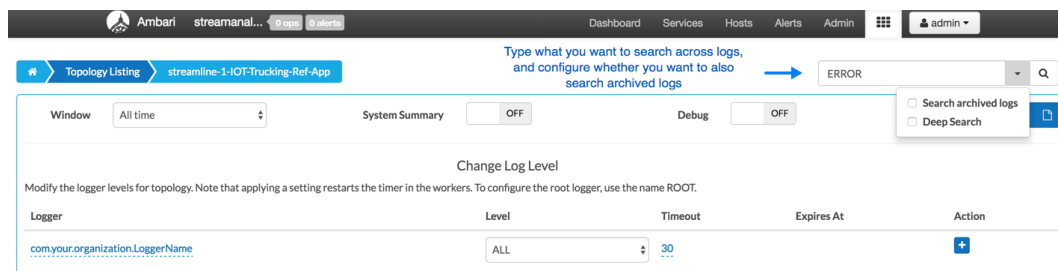 Ambari streamanal... 0 ops 0 alerts Dashboard Services Hosts Alerts Admin admin
Type what you want to search across logs,
and configure whether you want to also
search archived logs
Topology Listing streamline-1-IOT-Trucking-Ref-App ERROR
Search archived logs
Deep Search
Window All time System Summary OFF Debug OFF
Change Log Level
Modify the logger levels for topology. Note that applying a setting restarts the timer in the workers. To configure the root logger, use the name ROOT.
Logger Level Timeout Expires At Action
com.your.organization.LoggerName ALL 30 +